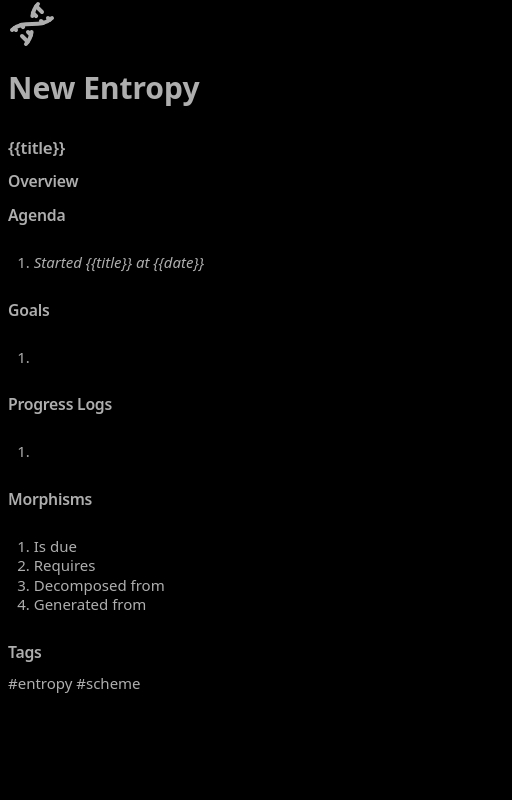 New Entropy
{{title}}
Overview
Agenda
1. Started {{title}} at {{date}}
Goals
1.
Progress Logs
1.
Morphisms
1. Is due
2. Requires
3. Decomposed from
4. Generated from
Tags
#entropy #scheme